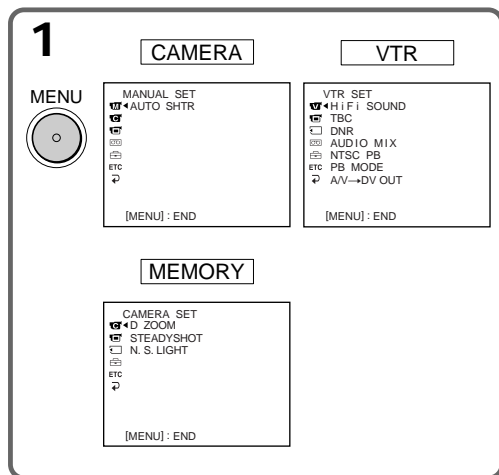 1
CAMERA
VTR
MENU
MANUAL SET
AUTO SHTR
ETC
[MENU] : END
VTR SET
HiFi SOUND
TBC
DNR
AUDIO MIX
NTSC PB
ETC PB MODE
A/V→DV OUT
[MENU] : END
MEMORY
CAMERA SET
D ZOOM
STEADYSHOT
N. S. LIGHT
ETC
[MENU] : END